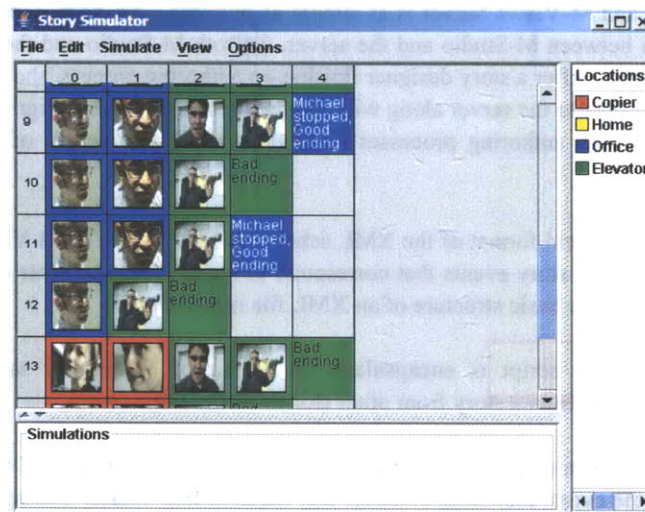 Story Simulator
File Edit Simulate View Options
0 1 2 3 4
Locations
Copier
Home
Office
Elevator
9
Michael
stopped,
Good
ending
10
Bad
ending
11
Michael
stopped,
Good
ending
12
Bad
ending
13
Bad
ending
Simulations